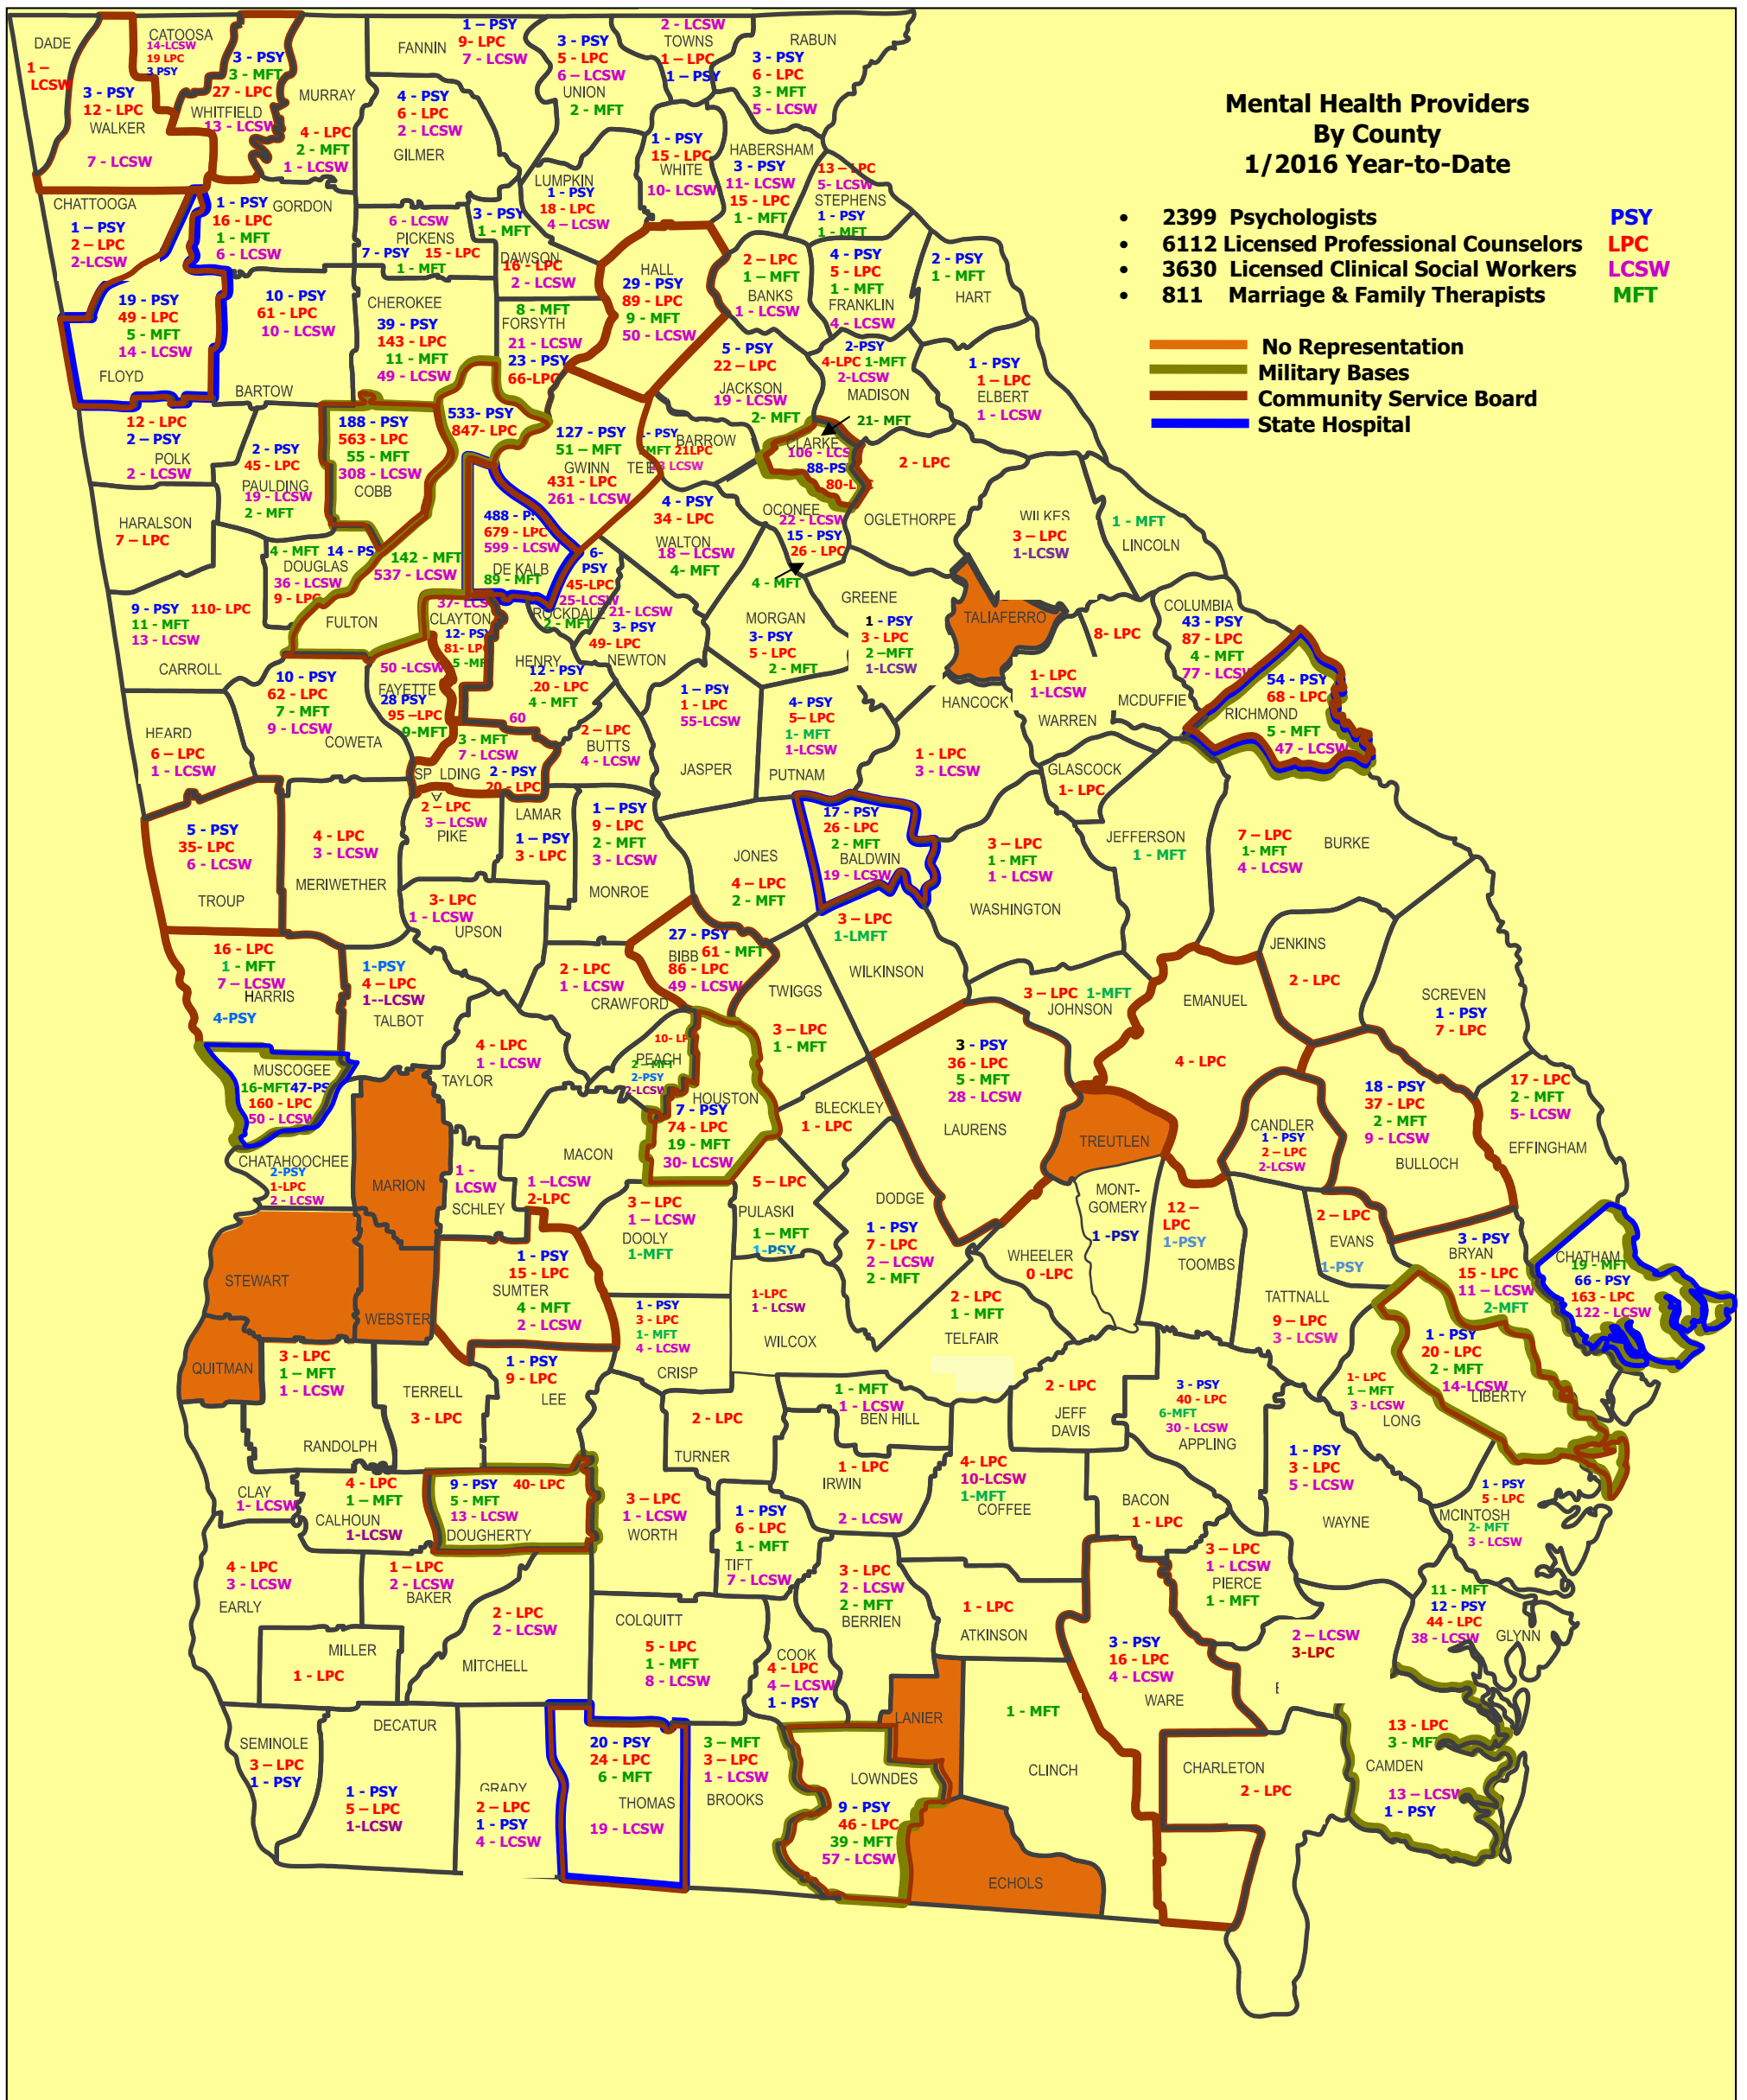 Mental Health Providers
By County
1/2016 Year-to-Date
• 2399 Psychologists PSY
• 6112 Licensed Professional Counselors LPC
• 3630 Licensed Clinical Social Workers LCSW
• 811 Marriage & Family Therapists MFT
No Representation
Military Bases
Community Service Board
State Hospital
DADE
1 –
LCSW
CATOOSA
14-LCSW
19 LPC
3 PSY
3 - PSY
12 - LPC
WALKER
7 - LCSW
3 - PSY
3 - MFT
27 - LPC
WHITFIELD
13 - LCSW
MURRAY
4 - LPC
2 - MFT
1 - LCSW
FANNIN
1 – PSY
9- LPC
7 - LCSW
4 - PSY
6 - LPC
2 - LCSW
GILMER
3 - PSY
5 - LPC
6 – LCSW
UNION
2 - MFT
2 - LCSW
TOWNS
1 – LPC
1 – PSY
RABUN
3 - PSY
6 - LPC
3 - MFT
5 - LCSW
1 - PSY
15 - LPC
WHITE
10- LCSW
HABERSHAM
3 - PSY
11- LCSW
15 - LPC
1 - MFT
13 – LPC
5- LCSW
STEPHENS
1 - PSY
1 - MFT
LUMPKIN
1 - PSY
18 - LPC
4 – LCSW
CHATTOOGA
1 – PSY
2 – LPC
2-LCSW
1 - PSY
GORDON
16 - LPC
1 - MFT
6 - LCSW
6 - LCSW
PICKENS
7 - PSY 15 - LPC
1 - MFT
3 - PSY
1 - MFT
DAWSON
16 - LPC
2 - LCSW
HALL
29 - PSY
89 - LPC
9 - MFT
50 - LCSW
2 – LPC
1 – MFT
BANKS
1 - LCSW
4 - PSY
5 - LPC
1 - MFT
FRANKLIN
4 - LCSW
2 - PSY
1 - MFT
HART
19 - PSY
49 - LPC
5 - MFT
14 - LCSW
FLOYD
10 - PSY
61 - LPC
10 - LCSW
BARTOW
CHEROKEE
39 - PSY
143 - LPC
11 - MFT
49 - LCSW
8 - MFT
FORSYTH
21 - LCSW
23 - PSY
66-LPC
5 - PSY
22 – LPC
JACKSON
19 - LCSW
2- MFT
2-PSY
4-LPC 1-MFT
2-LCSW
MADISON
1 - PSY
1 – LPC
ELBERT
1 - LCSW
12 - LPC
2 – PSY
POLK
2 - LCSW
2 - PSY
45 - LPC
PAULDING
19 - LCSW
2 - MFT
188 - PSY
563 - LPC
55 - MFT
308 - LCSW
COBB
533- PSY
847- LPC
127 - PSY
51 – MFT
GWINN
431 - LPC
261 - LCSW
BARROW
21LPC
21- MFT
CLARKE
106 - LCS
88-PS
80-L
2 - LPC
OGLETHORPE
HARALSON
7 – LPC
4 - MFT 14 - PS
DOUGLAS
36 - LCSW
9 - LPC
142 - MFT
537 - LCSW
FULTON
679 - LPC
599 - LCSW
DE KALB
89 - MFT
4 - PSY
34 - LPC
WALTON
18 – LCSW
4- MFT
OCONEE
22 - LCSW
15 - PSY
26 - LPC
4 - MFT
WILKES
3 – LPC
1-LCSW
1 - MFT
LINCOLN
6-
PSY
45-LPC
25-LCSW
ROCKDALE
2 - MFT
21- LCSW
3- PSY
49- LPC
NEWTON
MORGAN
3- PSY
5 - LPC
2 - MFT
GREENE
1 - PSY
3 - LPC
2 –MFT
1-LCSW
TALIAFERRO
8- LPC
MCDUFFIE
COLUMBIA
43 - PSY
87 - LPC
4 - MFT
77 - LCSW
9 - PSY 110- LPC
11 - MFT
13 - LCSW
CARROLL
37- LCS
CLAYTON
12- PSY
81- LPC
5 -MF
HENRY
12 - PSY
20 - LPC
4 - MFT
60
50 -LCSW
FAYETTE
28 PSY
95 –LPC
9-MFT
10 - PSY
62 - LPC
7 - MFT
9 - LCSW
COWETA
1 – PSY
1 - LPC
55-LCSW
JASPER
4- PSY
5– LPC
1- MFT
1-LCSW
PUTNAM
HANCOCK
1 - LPC
3 - LCSW
1- LPC
1-LCSW
WARREN
54 - PSY
68 - LPC
RICHMOND
5 - MFT
47 - LCSW
HEARD
6 – LPC
1 - LCSW
3 - MFT
7 - LCSW
SP LDING
2 - PSY
20 - LPC
2 – LPC
BUTTS
4 - LCSW
GLASCOCK
1- LPC
5 - PSY
35- LPC
6 - LCSW
TROUP
4 - LPC
3 - LCSW
MERIWETHER
A
2 – LPC
3 – LCSW
PIKE
LAMAR
1 – PSY
3 - LPC
1 – PSY
9 - LPC
2 - MFT
3 - LCSW
MONROE
JONES
4 – LPC
2 - MFT
17 - PSY
26 - LPC
2 - MFT
BALDWIN
19 - LCSW
3 – LPC
1 - MFT
1 - LCSW
WASHINGTON
JEFFERSON
1 - MFT
7 – LPC
1- MFT
4 - LCSW
BURKE
3- LPC
1 - LCSW
UPSON
3 – LPC
1-LMFT
WILKINSON
JENKINS
2 - LPC
SCREVEN
1 - PSY
7 - LPC
16 - LPC
1 - MFT
7 – LCSW
HARRIS
4-PSY
1-PSY
4 – LPC
1--LCSW
TALBOT
2 - LPC
1 - LCSW
CRAWFORD
27 - PSY
BIBB 61 - MFT
86 - LPC
49 - LCSW
TWIGGS
3 – LPC
1 - MFT
3 – LPC 1-MFT
JOHNSON
EMANUEL
4 - LPC
MUSCOGEE
16-MFT47-PS
160 - LPC
50 - LCSW
4 - LPC
1 - LCSW
TAYLOR
PEACH
2-PSY
2-LCSW
HOUSTON
7 - PSY
74 – LPC
19 - MFT
30- LCSW
BLECKLEY
1 - LPC
3 - PSY
36 - LPC
5 - MFT
28 - LCSW
LAURENS
TREUTLEN
CANDLER
1 - PSY
2 – LPC
2-LCSW
18 - PSY
37 - LPC
2 - MFT
9 - LCSW
BULLOCH
17 - LPC
2 - MFT
5- LCSW
EFFINGHAM
CHATAHOOCHEE
2-PSY
1-LPC
2 - LCSW
MARION
1 -
LCSW
SCHLEY
MACON
1 –LCSW
2-LPC
3 – LPC
1 – LCSW
DOOLY
1-MFT
5 – LPC
PULASKI
1 – MFT
1-PSY
DODGE
1 - PSY
7 - LPC
2 – LCSW
2 - MFT
MONT-
GOMERY
1 -PSY
WHEELER
0 -LPC
12 –
LPC
1-PSY
TOOMBS
2 – LPC
EVANS
1-PSY
3 - PSY
BRYAN
15 - LPC
11 – LCSW
2-MFT
CHATHAM
19 - MFT
66 - PSY
163 - LPC
122 - LCSW
STEWART
WEBSTER
QUITMAN
1 - PSY
15 - LPC
SUMTER
4 - MFT
2 - LCSW
1 - PSY
3 - LPC
1- MFT
4 - LCSW
CRISP
1-LPC
1 - LCSW
WILCOX
2 - LPC
1 - MFT
TELFAIR
TATTNALL
9 – LPC
3 - LCSW
1 - PSY
20 - LPC
2 - MFT
14-LCSW
LIBERTY
3 - LPC
1 – MFT
1 - LCSW
RANDOLPH
TERRELL
3 - LPC
1 - PSY
9 - LPC
LEE
2 - LPC
TURNER
1 - MFT
1 - LCSW
BEN HILL
2 - LPC
JEFF
DAVIS
3 - PSY
40 - LPC
6-MFT
30 - LCSW
APPLING
1- LPC
1 – MFT
3 – LCSW
LONG
1 - PSY
3 - LPC
5 - LCSW
WAYNE
CLAY
1- LCSW
4 - LPC
1 – MFT
CALHOUN
1-LCSW
9 - PSY 40- LPC
5 - MFT
13 - LCSW
DOUGHERTY
3 – LPC
1 - LCSW
WORTH
1 - PSY
6 - LPC
1 - MFT
TIFT
7 - LCSW
1 - LPC
IRWIN
2 - LCSW
4- LPC
10-LCSW
1-MFT
COFFEE
BACON
1 - LPC
1 - PSY
5 - LPC
MCINTOSH
2- MFT
3 - LCSW
4 - LPC
3 - LCSW
EARLY
1 – LPC
2 - LCSW
BAKER
2 - LPC
2 - LCSW
MITCHELL
COLQUITT
5 - LPC
1 - MFT
8 - LCSW
3 - LPC
2 - LCSW
2 - MFT
BERRIEN
1 - LPC
ATKINSON
3 – LPC
1 - LCSW
PIERCE
1 - MFT
11 - MFT
12 - PSY
44 - LPC
38 - LCSW
GLYNN
MILLER
1 - LPC
COOK
4 - LPC
4 – LCSW
1 - PSY
3 - PSY
16 - LPC
4 - LCSW
WARE
2 – LCSW
3-LPC
SEMINOLE
3 – LPC
1 - PSY
DECATUR
1 - PSY
5 – LPC
1-LCSW
GRADY
2 – LPC
1 - PSY
4 - LCSW
20 - PSY
24 - LPC
6 - MFT
THOMAS
19 - LCSW
3 – MFT
3 – LPC
1 - LCSW
BROOKS
LANIER
LOWNDES
9 - PSY
46 - LPC
39 - MFT
57 - LCSW
1 - MFT
CLINCH
ECHOLS
CHARLETON
2 - LPC
13 - LPC
3 - MFT
CAMDEN
13 – LCSW
1 - PSY